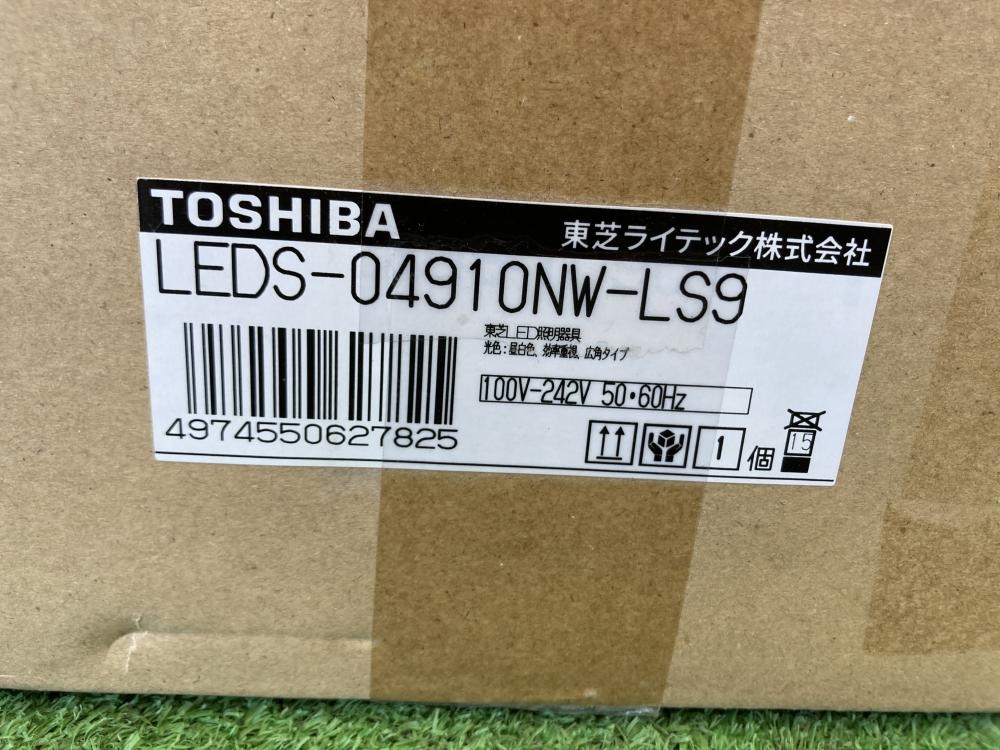 TOSHIBA
東芝ライテック株式会社
LEDS-04910NW-LS9
東芝LED照明器具
光色:昼白色、効率重視、広角タイプ
100V-242V 50・60Hz
4974550627825
1個
15